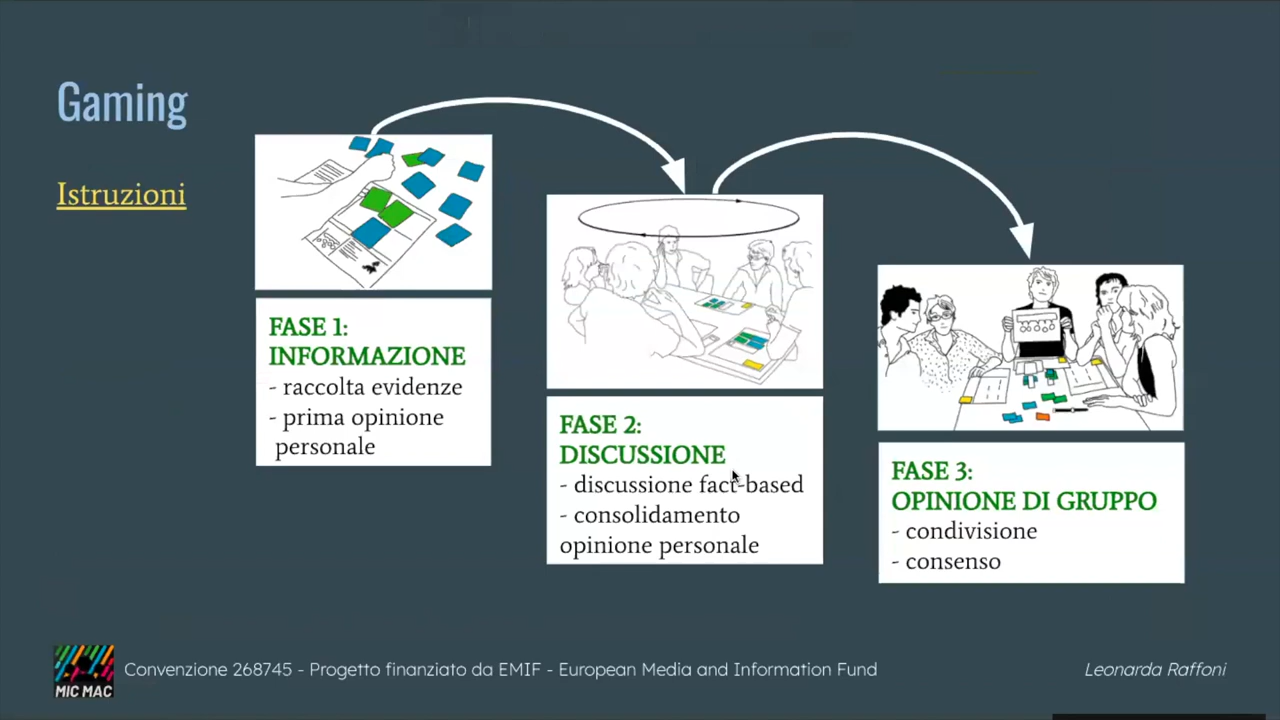 Gaming
Istruzioni
FASE 1:
INFORMAZIONE
- raccolta evidenze
- prima opinione
personale
FASE 2:
DISCUSSIONE
- discussione fact-based
- consolidamento
opinione personale
FASE 3:
OPINIONE DI GRUPPO
- condivisione
- consenso
MIC MAC
Convenzione 268745 - Progetto finanziato da EMIF - European Media and Information Fund
Leonarda Raffoni